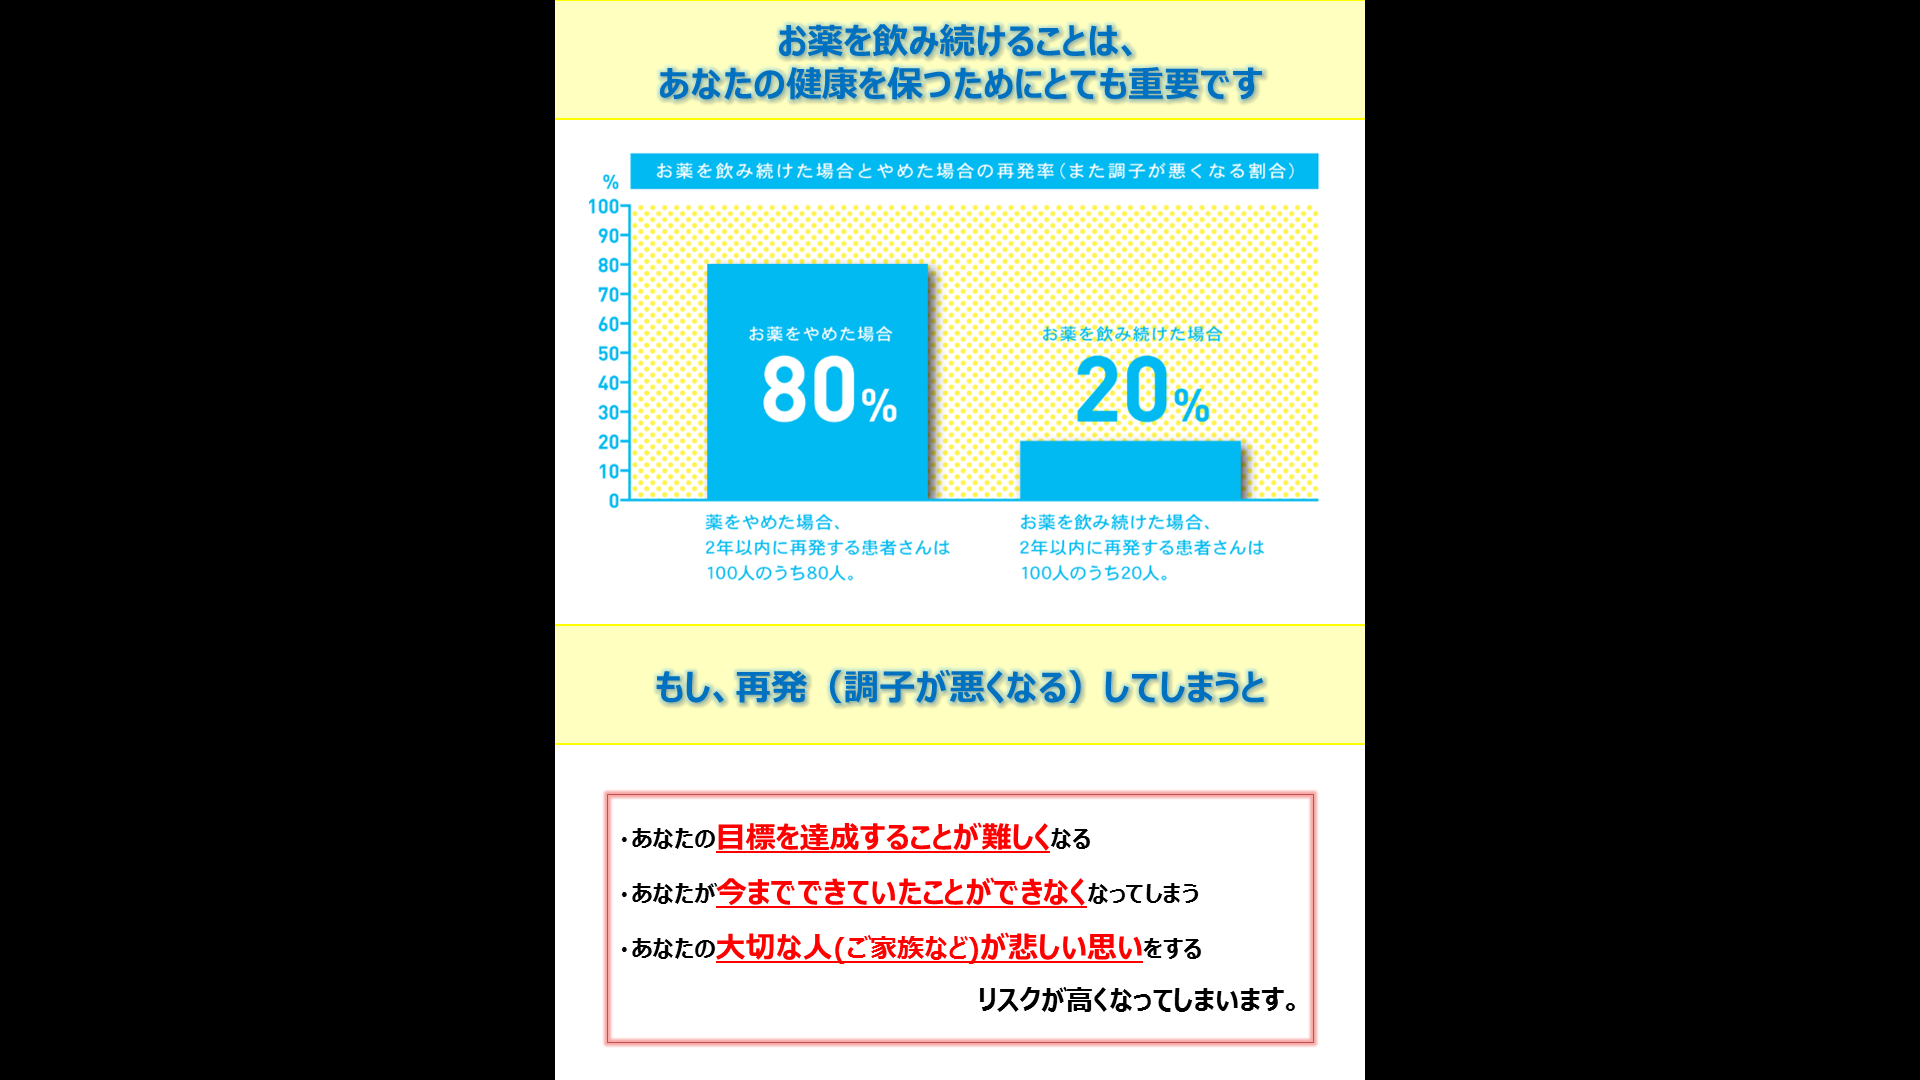 お薬を飲み続けることは、
あなたの健康を保つためにとても重要です
お薬を飲み続けた場合とやめた場合の再発率(また調子が悪くなる割合)
%
100
90
80
70
60
50
40
30
20
10
0
お薬をやめた場合
80%
お薬を飲み続けた場合
20%
薬をやめた場合、
2年以内に再発する患者さんは
100人のうち80人。
お薬を飲み続けた場合、
2年以内に再発する患者さんは
100人のうち20人。
もし、再発（調子が悪くなる）してしまうと
・あなたの目標を達成することが難しくなる
・あなたが今までできていたことができなくなってしまう
・あなたの大切な人(ご家族など)が悲しい思いをする
リスクが高くなってしまいます。